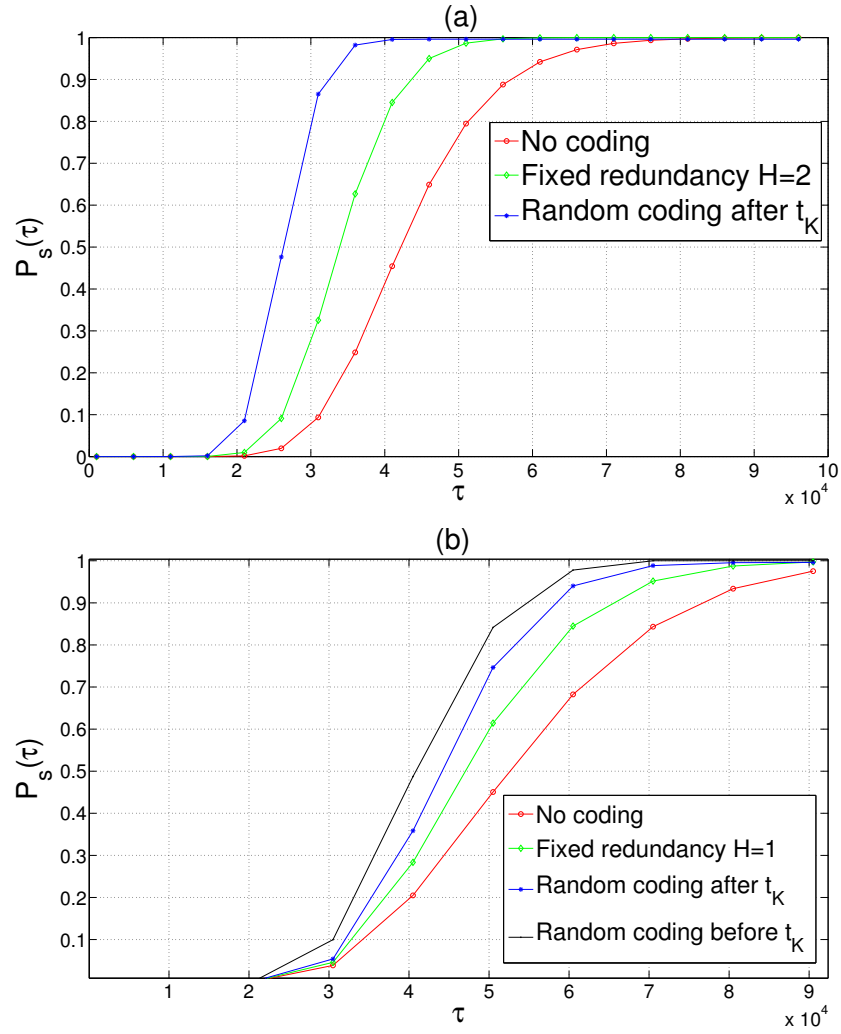 (a)
1
0.9
0.8
0.7
0.6
0.5
0.4
0.3
0.2
0.1
0
P_s(τ)
No coding
Fixed redundancy H=2
Random coding after t_K
0 1 2 3 4 5 6 7 8 9 10
τ
x 10^4
(b)
1
0.9
0.8
0.7
0.6
0.5
0.4
0.3
0.2
0.1
P_s(τ)
No coding
Fixed redundancy H=1
Random coding after t_K
Random coding before t_K
1 2 3 4 5 6 7 8 9
τ
x 10^4